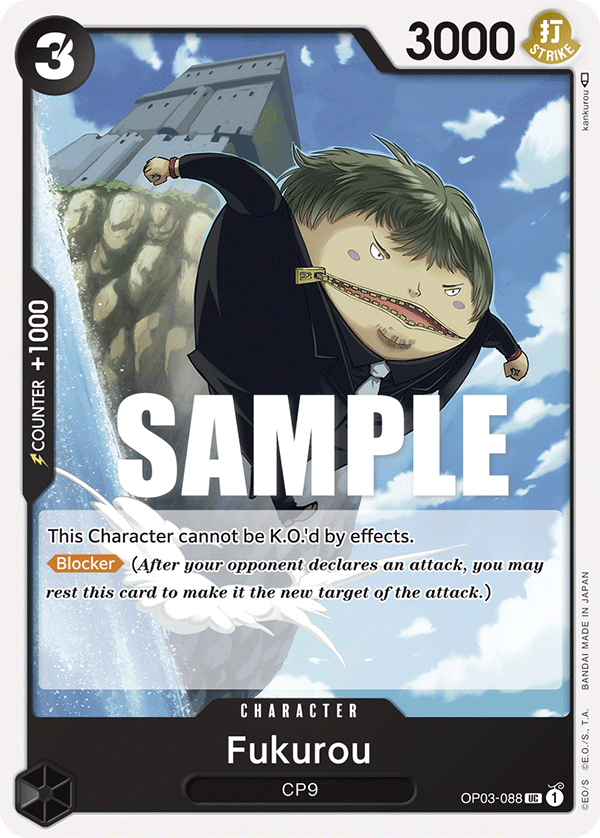 3
3000
打
STRIKE
kankurou
COUNTER +1000
SAMPLE
This Character cannot be K.O.'d by effects.
Blocker (After your opponent declares an attack, you may
rest this card to make it the new target of the attack.)
CHARACTER
Fukurou
CP9
OP03-088 UC 1
©EO/S ©E.O./S., T.A. BANDAI MADE IN JAPAN